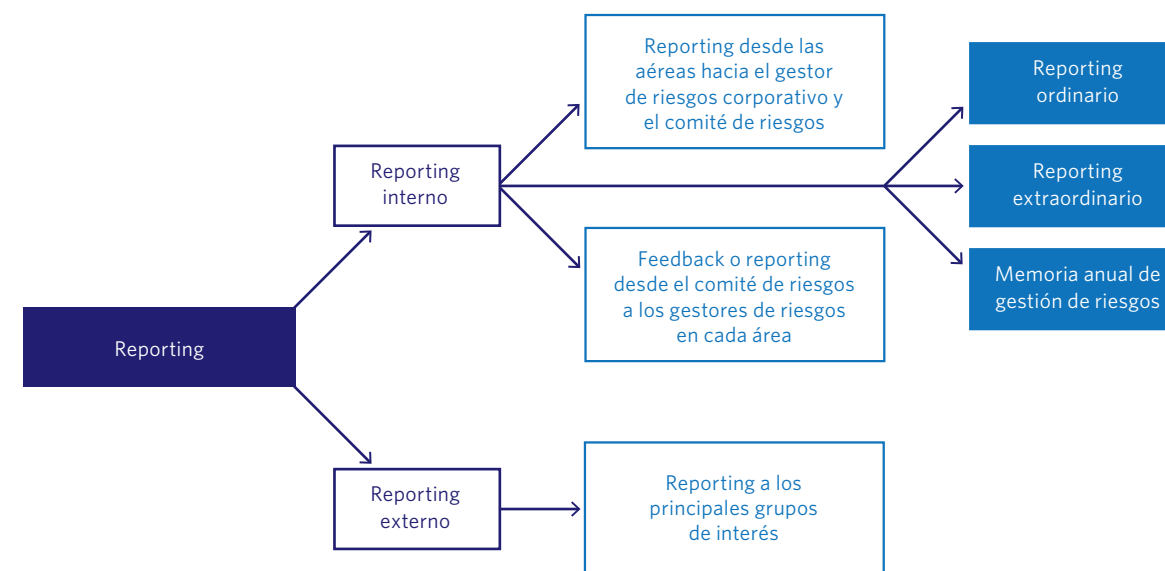 Reporting
Reporting
interno
Reporting desde las
aéreas hacia el gestor
de riesgos corporativo y
el comité de riesgos
Feedback o reporting
desde el comité de riesgos
a los gestores de riesgos
en cada área
Reporting
ordinario
Reporting
extraordinario
Memoria anual de
gestión de riesgos
Reporting
externo
Reporting a los
principales grupos
de interés